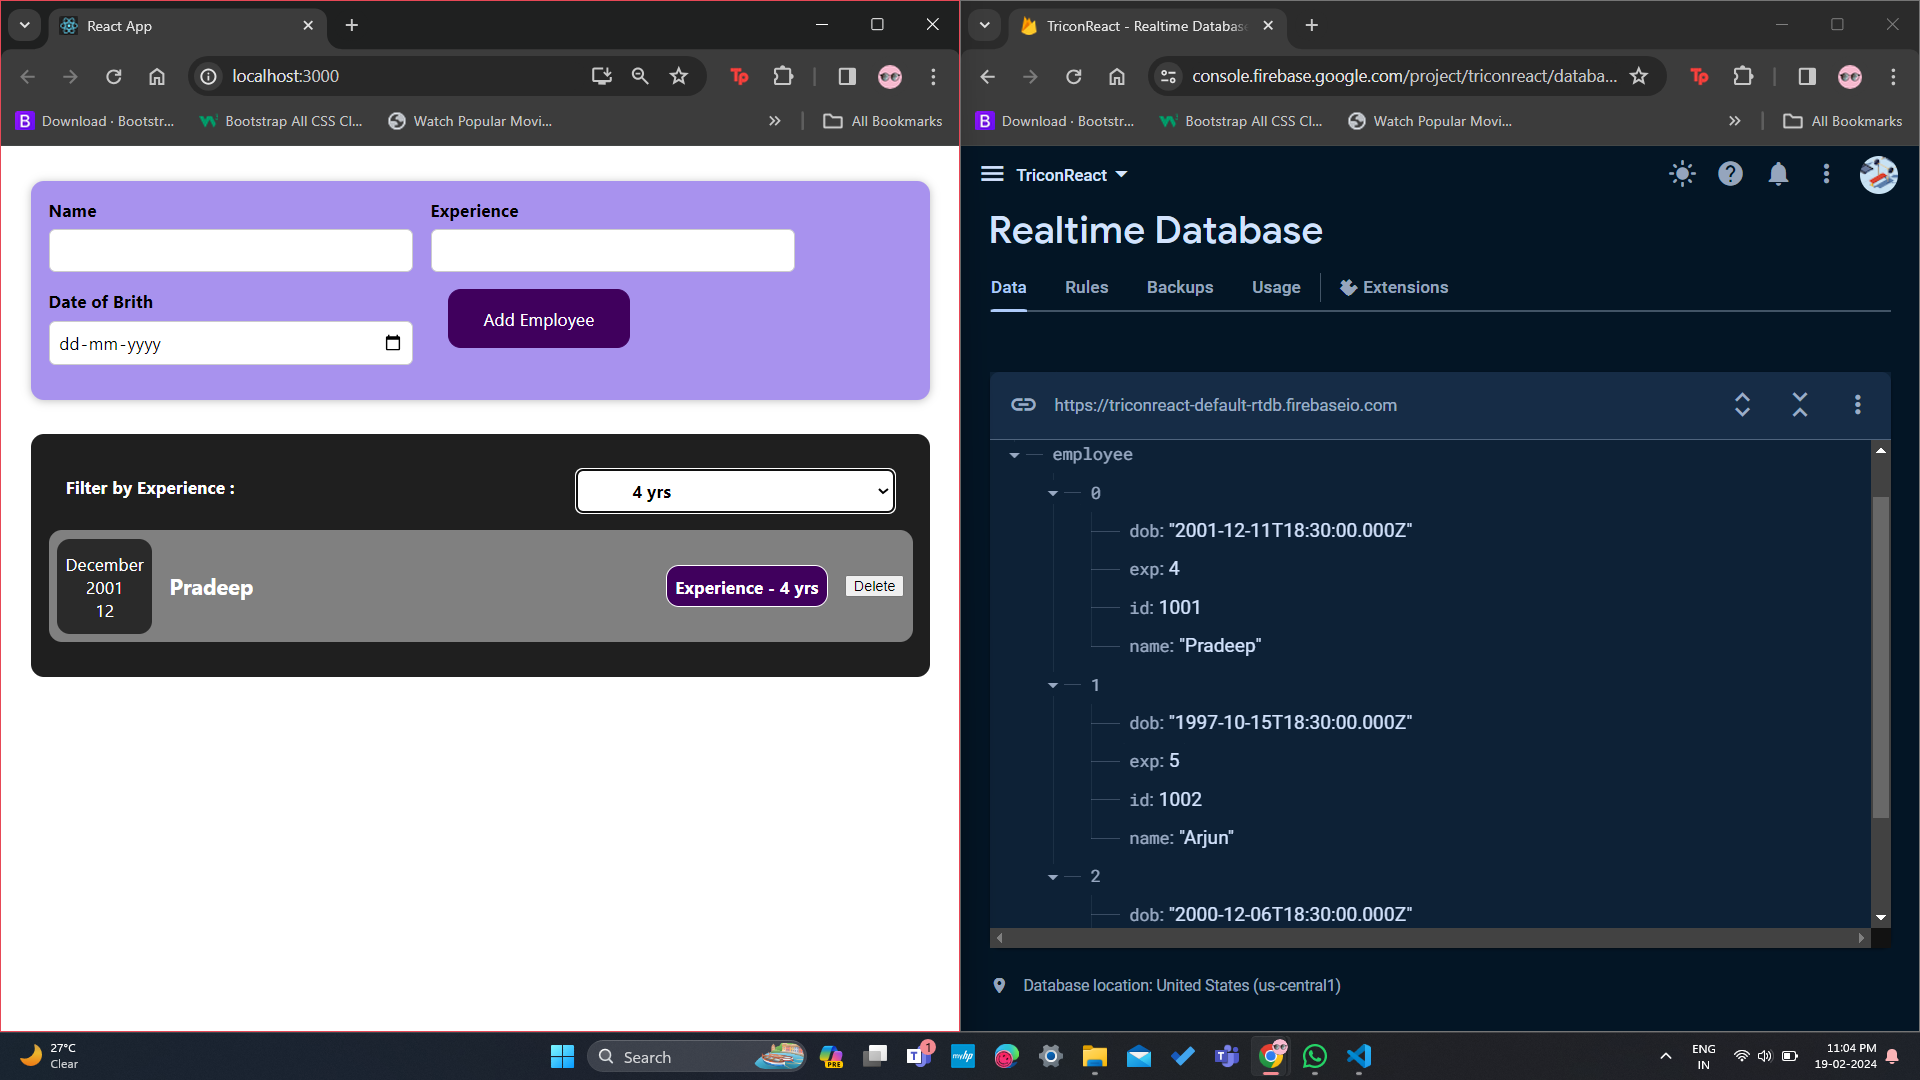 React App
localhost:3000
Download · Bootstr...
Bootstrap All CSS Cl...
Watch Popular Movi...
All Bookmarks
Name
Experience
Date of Brith
dd-mm-yyyy
Add Employee
Filter by Experience :
4 yrs
December
2001
12
Pradeep
Experience - 4 yrs
Delete
TriconReact - Realtime Databas
console.firebase.google.com/project/triconreact/databa...
Download · Bootstr...
Bootstrap All CSS Cl...
Watch Popular Movi...
All Bookmarks
TriconReact
Realtime Database
Data
Rules
Backups
Usage
Extensions
https://triconreact-default-rtdb.firebaseio.com
employee
0
dob: "2001-12-11T18:30:00.000Z"
exp: 4
id: 1001
name: "Pradeep"
1
dob: "1997-10-15T18:30:00.000Z"
exp: 5
id: 1002
name: "Arjun"
2
dob: "2000-12-06T18:30:00.000Z"
Database location: United States (us-central1)
27°C
Clear
Search
PRE
1
myhp
ENG
IN
11:04 PM
19-02-2024